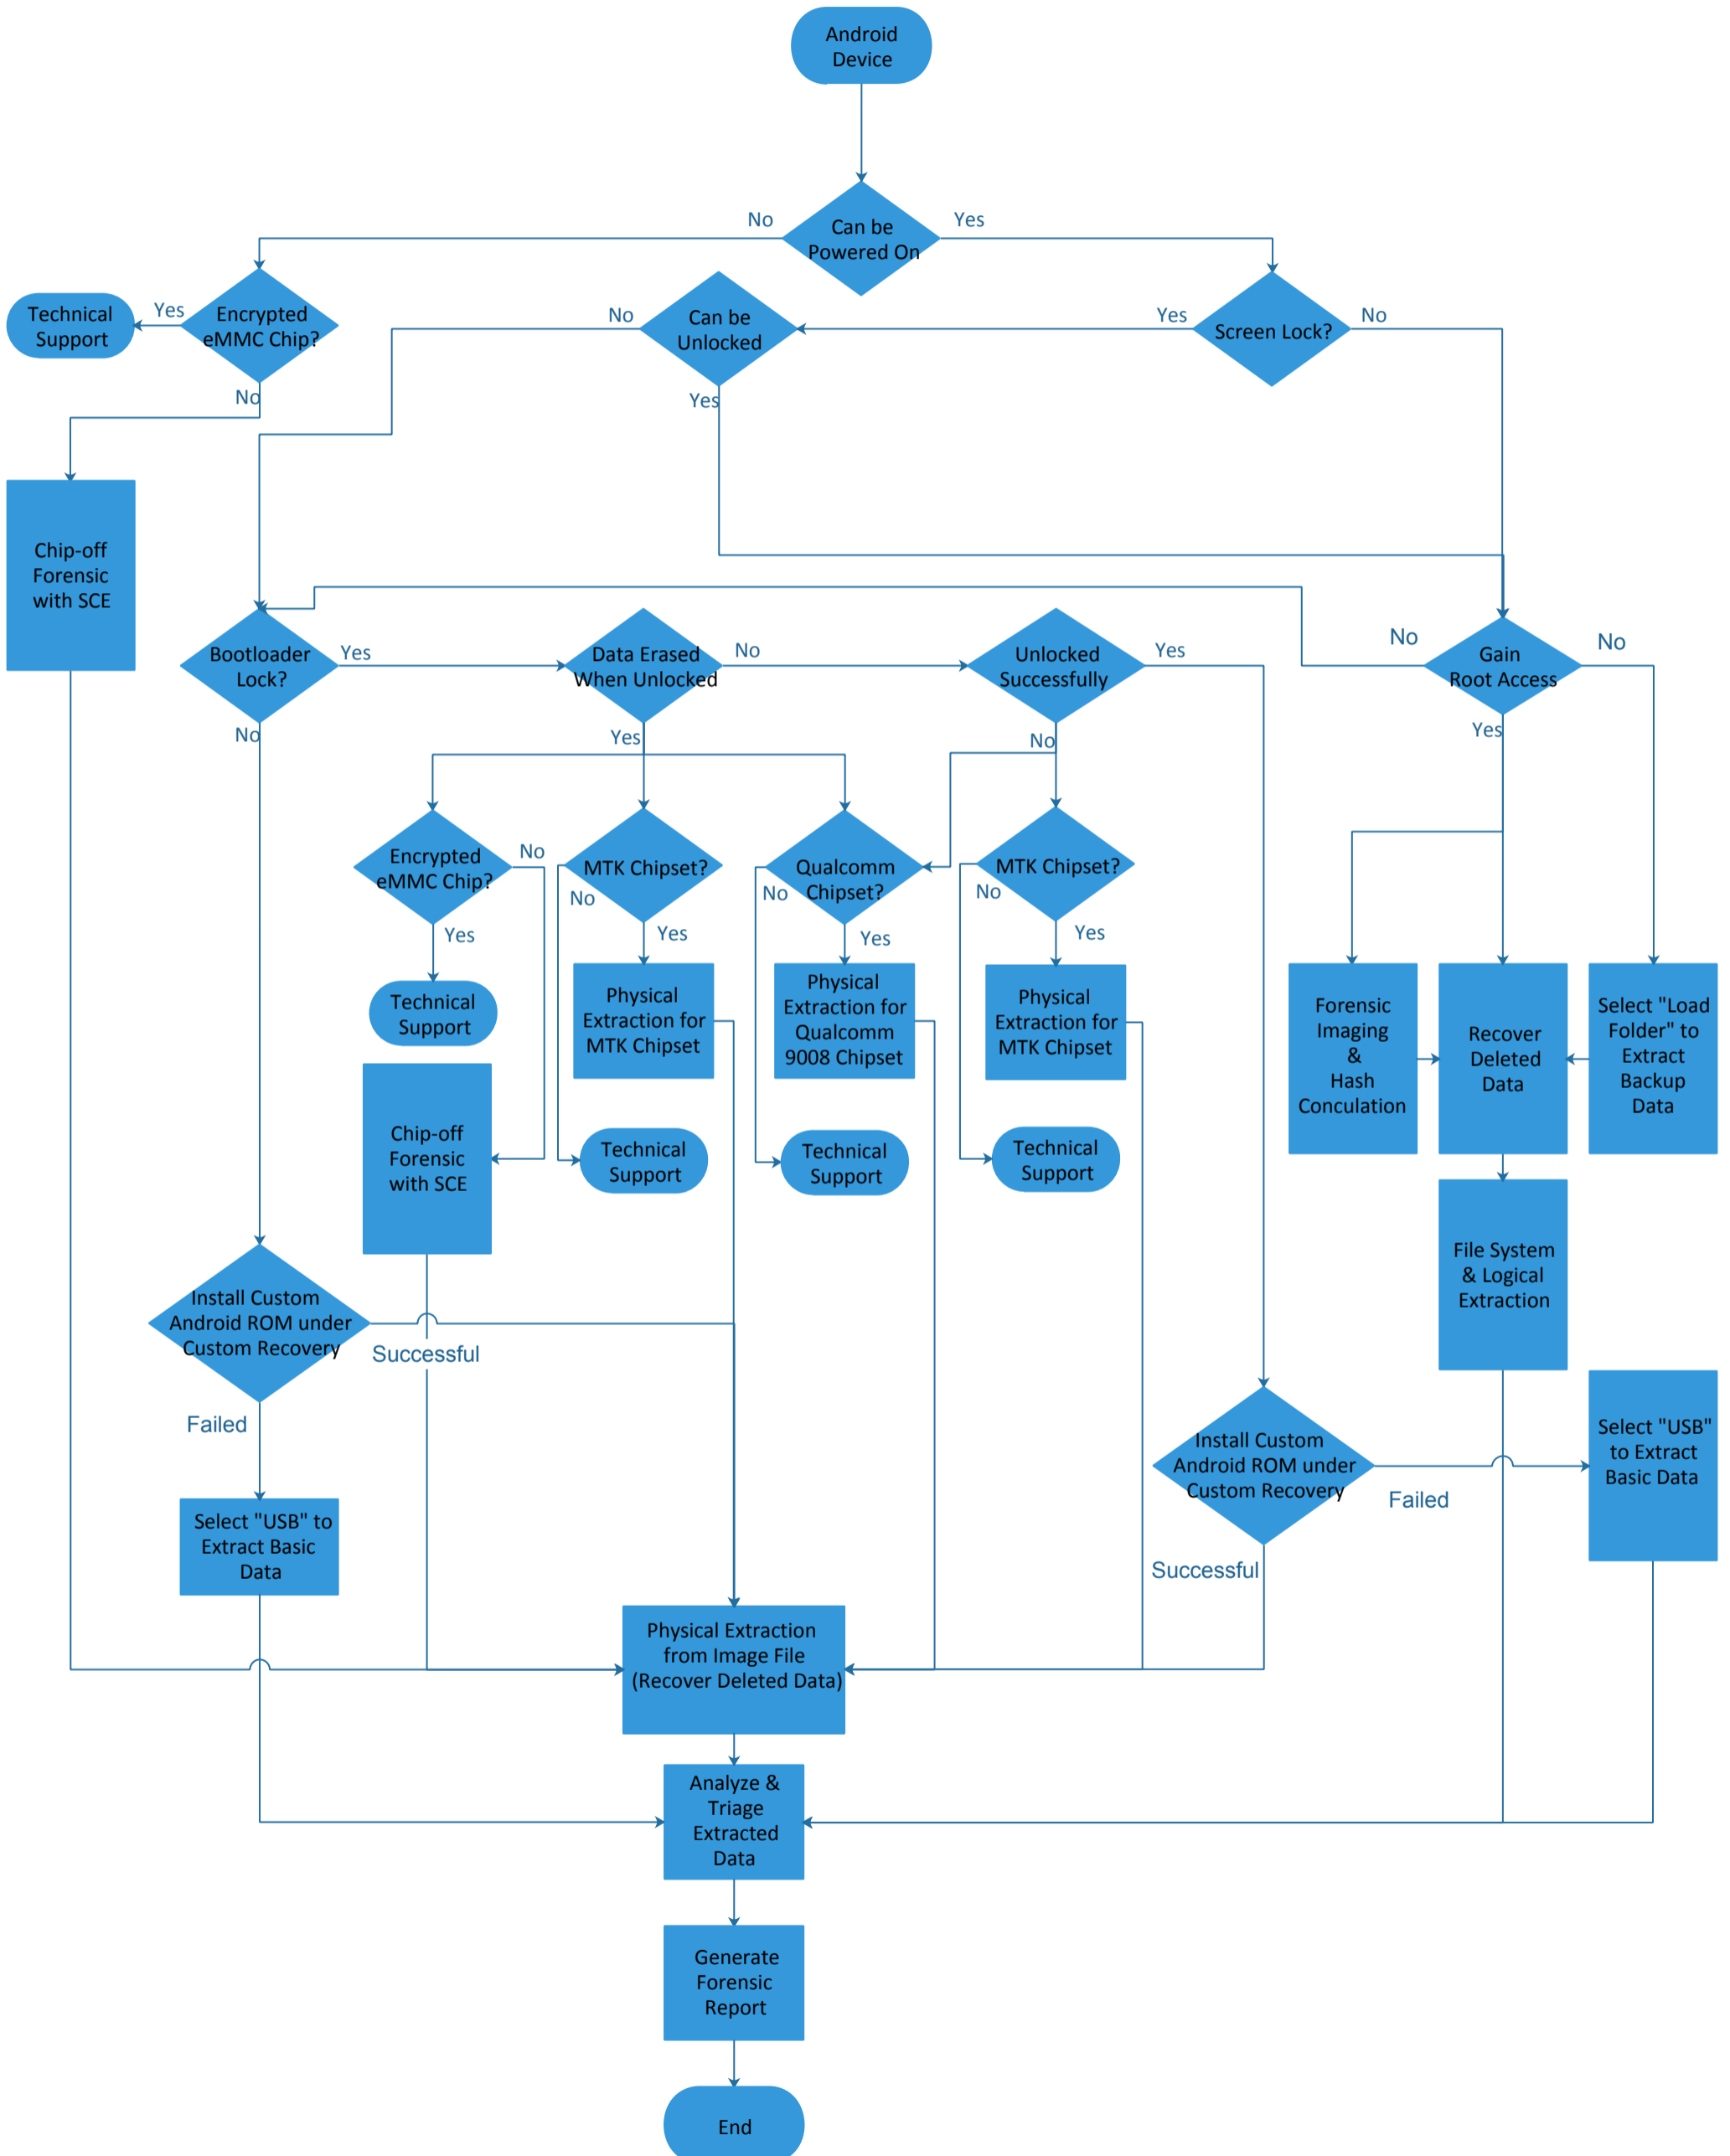 Android
Device
Can be
Powered On
No
Yes
Encrypted
eMMC Chip?
Yes
Technical
Support
No
Can be
Unlocked
No
Yes
Screen Lock?
Yes
No
Chip-off
Forensic
with SCE
Bootloader
Lock?
Yes
No
Data Erased
When Unlocked
No
Yes
Unlocked
Successfully
Yes
No
Gain
Root Access
No
No
Yes
Encrypted
eMMC Chip?
No
Yes
MTK Chipset?
No
Yes
Qualcomm
Chipset?
No
Yes
MTK Chipset?
No
Yes
Technical
Support
Physical
Extraction for
MTK Chipset
Physical
Extraction for
Qualcomm
9008 Chipset
Physical
Extraction for
MTK Chipset
Forensic
Imaging
&
Hash
Conculation
Recover
Deleted
Data
Select "Load
Folder" to
Extract
Backup
Data
Chip-off
Forensic
with SCE
Technical
Support
Technical
Support
Technical
Support
File System
& Logical
Extraction
Install Custom
Android ROM under
Custom Recovery
Successful
Failed
Install Custom
Android ROM under
Custom Recovery
Failed
Successful
Select "USB"
to Extract
Basic Data
Select "USB" to
Extract Basic
Data
Physical Extraction
from Image File
(Recover Deleted Data)
Analyze &
Triage
Extracted
Data
Generate
Forensic
Report
End